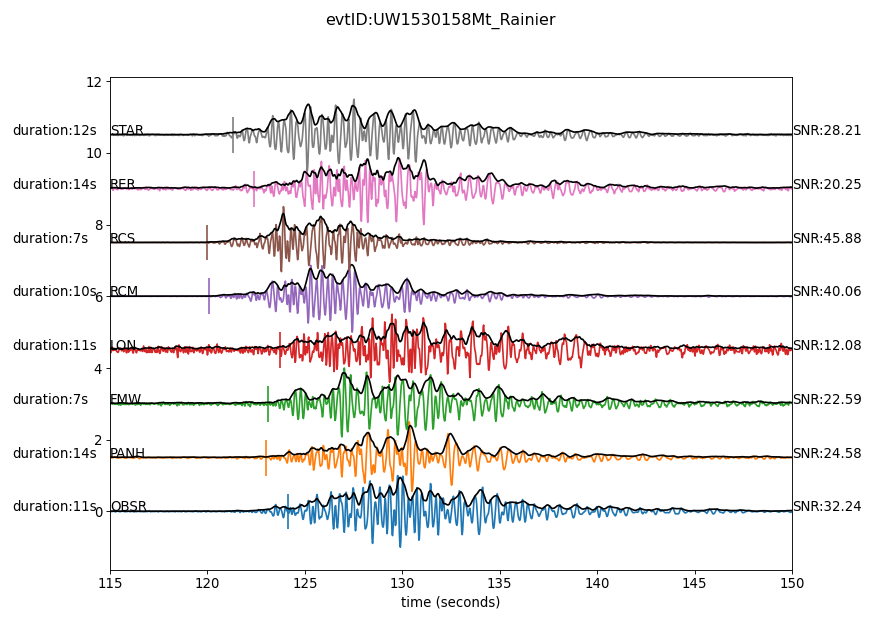 evtID:UW1530158Mt_Rainier
12
duration:12s STAR SNR:28.21
10
duration:14s RER SNR:20.25
8
duration:7s RCS SNR:45.88
duration:10s RCM SNR:40.06
6
duration:11s LON SNR:12.08
4
duration:7s FMW SNR:22.59
2
duration:14s PANH SNR:24.58
duration:11s OBSR SNR:32.24
0
115 120 125 130 135 140 145 150
time (seconds)